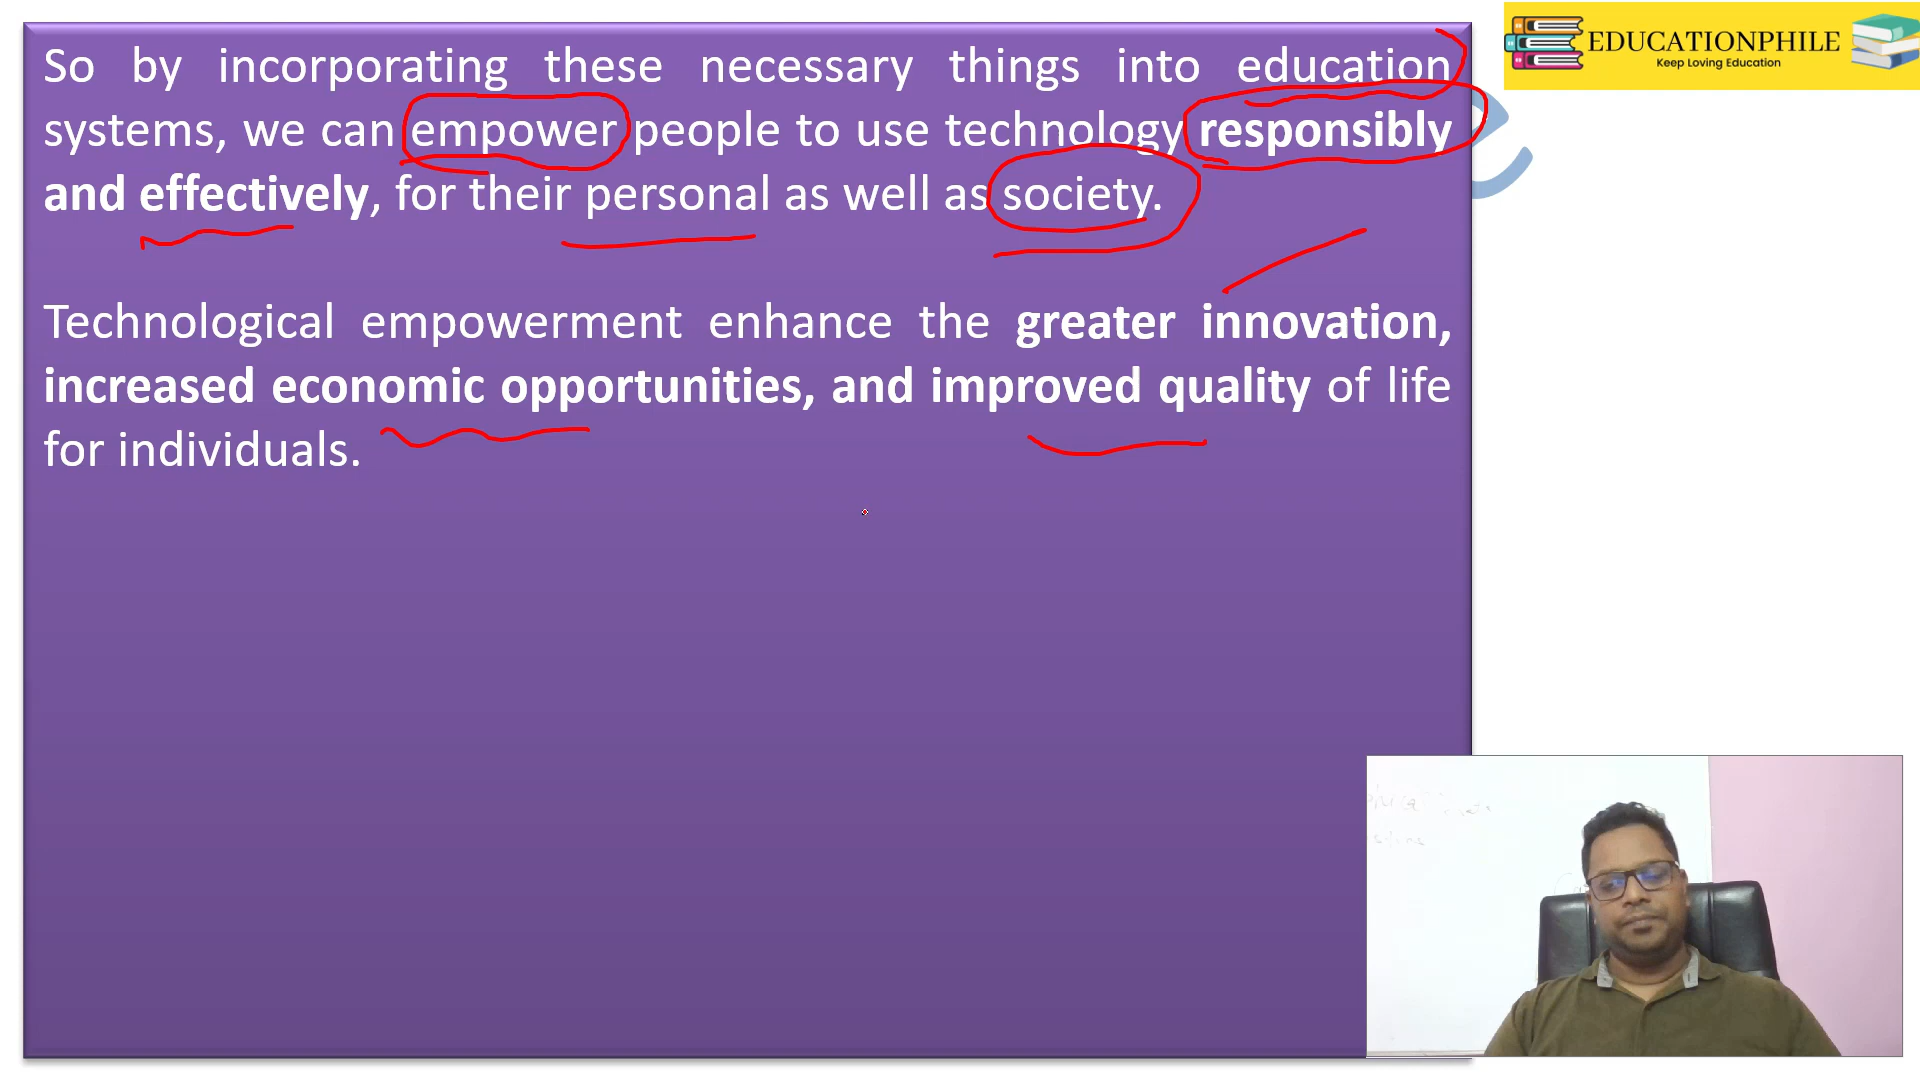 So by incorporating these necessary things into education
systems, we can empower people to use technology responsibly
and effectively, for their personal as well as society.
Technological empowerment enhance the greater innovation,
increased economic opportunities, and improved quality of life
for individuals.
EDUCATIONPHILE
Keep Loving Education